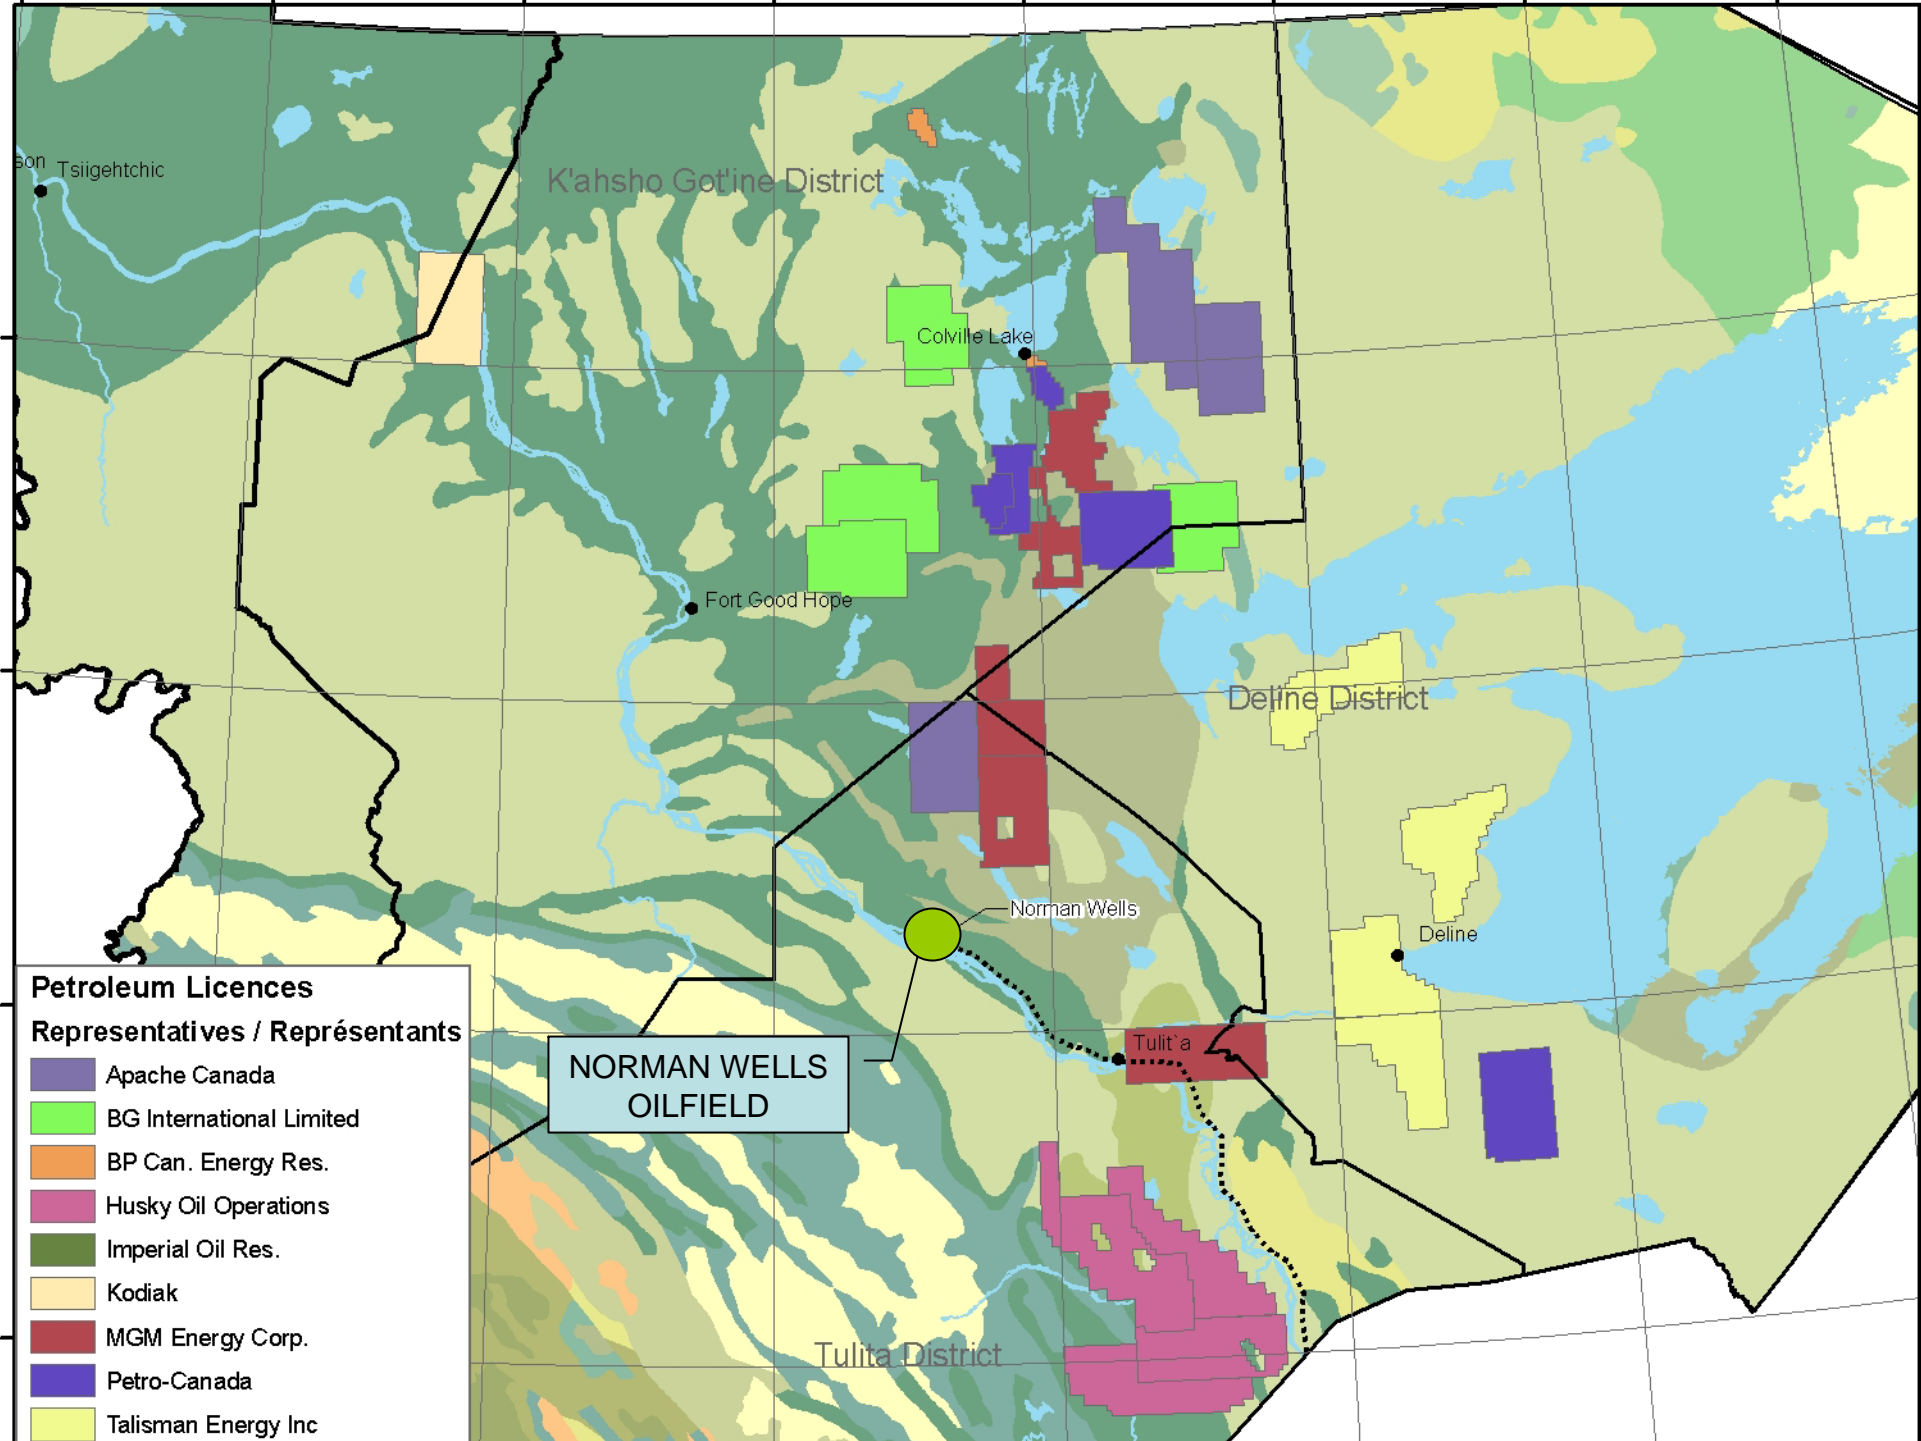 son
Tsiigehtchic
K'ahsho Got'ine District
Colville Lake
Fort Good Hope
Deline District
Norman Wells
Deline
Tulit`a
NORMAN WELLS
OILFIELD
Tulita District
Petroleum Licences
Representatives / Représentants
Apache Canada
BG International Limited
BP Can. Energy Res.
Husky Oil Operations
Imperial Oil Res.
Kodiak
MGM Energy Corp.
Petro-Canada
Talisman Energy Inc